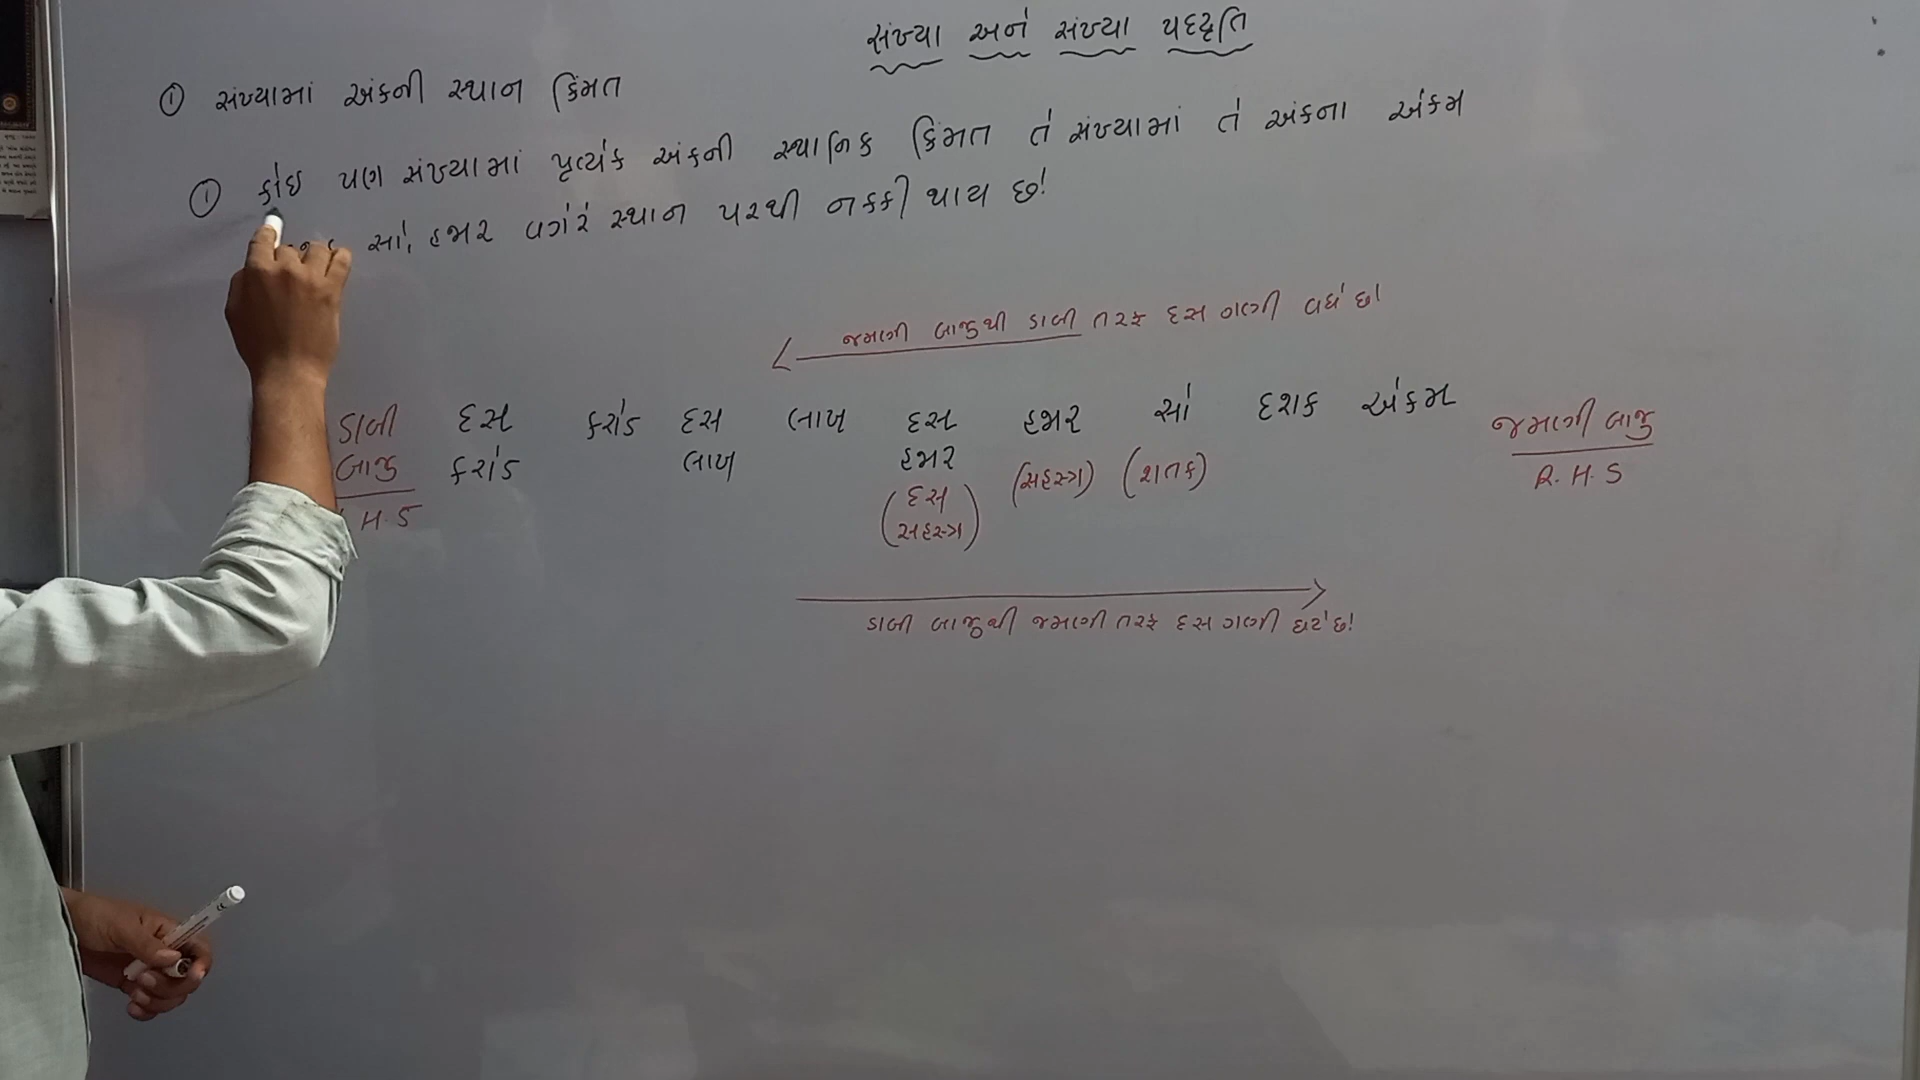 સંખ્યા અને સંખ્યા પદ્ધતિ
① સંખ્યામાં અંકની સ્થાન કિંમત
① કોઇ પણ સંખ્યામાં પ્રત્યેક અંકની સ્થાનિક કિંમત તે સંખ્યામાં તે અંકના એકમ
સો, હજાર વગેરે સ્થાન પરથી નક્કી થાય છે!
જમણી બાજુથી ડાબી તરફ દસ ગણી વધે છે!
ડાબી દસ કરોડ દસ લાખ દસ હજાર સો દશક એકમ જમણી બાજુ
બાજુ કરોડ લાખ હજાર (સહસ્ત્ર) (શતક) R.H.S
H.S (દસ
સહસ્ત્ર)
ડાબી બાજુથી જમણી તરફ દસ ગણી ઘટે છે!